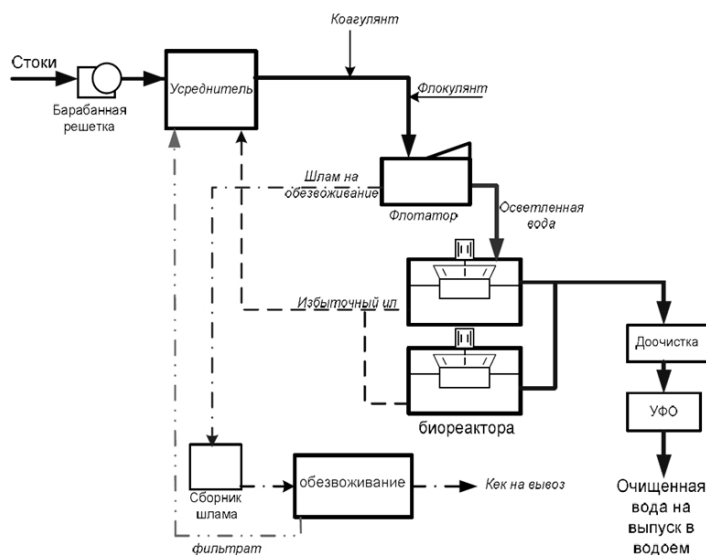 Коагулянт
Стоки
Усреднитель
Барабанная
решетка
Флокулянт
Шлам на
обезвоживание
Флотатор
Осветленная
вода
Избыточный ил
биореактора
Доочистка
УФО
Сборник
шлама
обезвоживание
Кек на вывоз
Очищенная
вода на
выпуск в
водоем
фильтрат